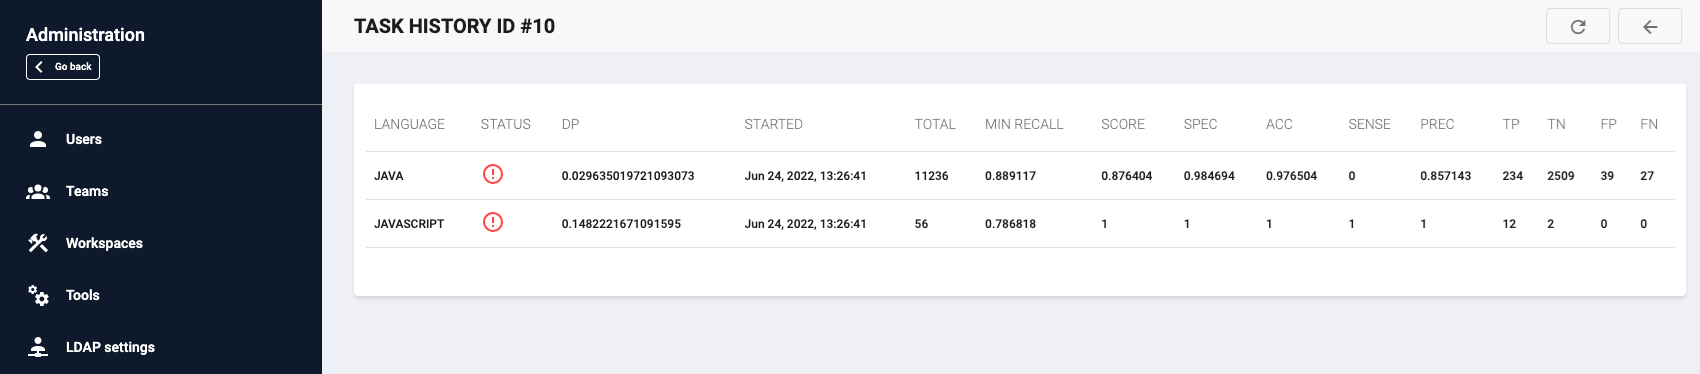 Administration
Go back
Users
Teams
Workspaces
Tools
LDAP settings
TASK HISTORY ID #10
LANGUAGE STATUS DP STARTED TOTAL MIN RECALL SCORE SPEC ACC SENSE PREC TP TN FP FN
JAVA 0.029635019721093073 Jun 24, 2022, 13:26:41 11236 0.889117 0.876404 0.984694 0.976504 0 0.857143 234 2509 39 27
JAVASCRIPT 0.1482221671091595 Jun 24, 2022, 13:26:41 56 0.786818 1 1 1 1 1 12 2 0 0